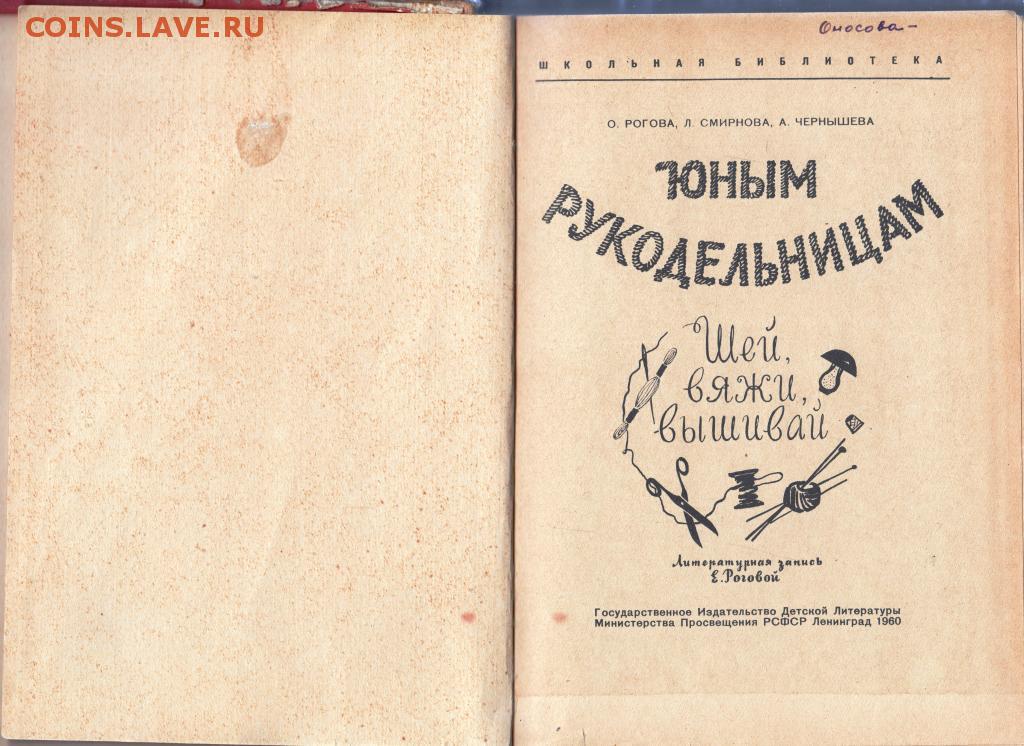 COINS.LAVE.RU
Оносова-
ШКОЛЬНАЯ БИБЛИОТЕКА
О. РОГОВА, Л. СМИРНОВА, А. ЧЕРНЫШЕВА
ЮНЫМ
РУКОДЕЛЬНИЦАМ
Шей,
вяжи,
вышивай
Литературная запись
Е. Роговой
Государственное Издательство Детской Литературы
Министерства Просвещения РСФСР Ленинград 1960